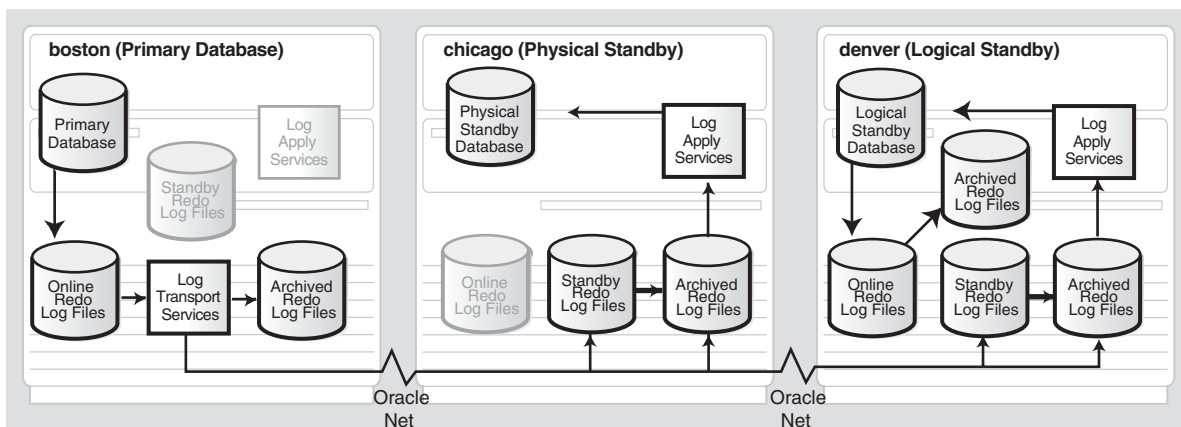 boston (Primary Database)
Primary
Database
Log
Apply
Services
Standby
Redo
Log Files
Online
Redo
Log Files
Log
Transport
Services
Archived
Redo
Log Files
Oracle
Net
chicago (Physical Standby)
Physical
Standby
Database
Log
Apply
Services
Online
Redo
Log Files
Standby
Redo
Log Files
Archived
Redo
Log Files
Oracle
Net
denver (Logical Standby)
Logical
Standby
Database
Archived
Redo
Log Files
Log
Apply
Services
Online
Redo
Log Files
Standby
Redo
Log Files
Archived
Redo
Log Files